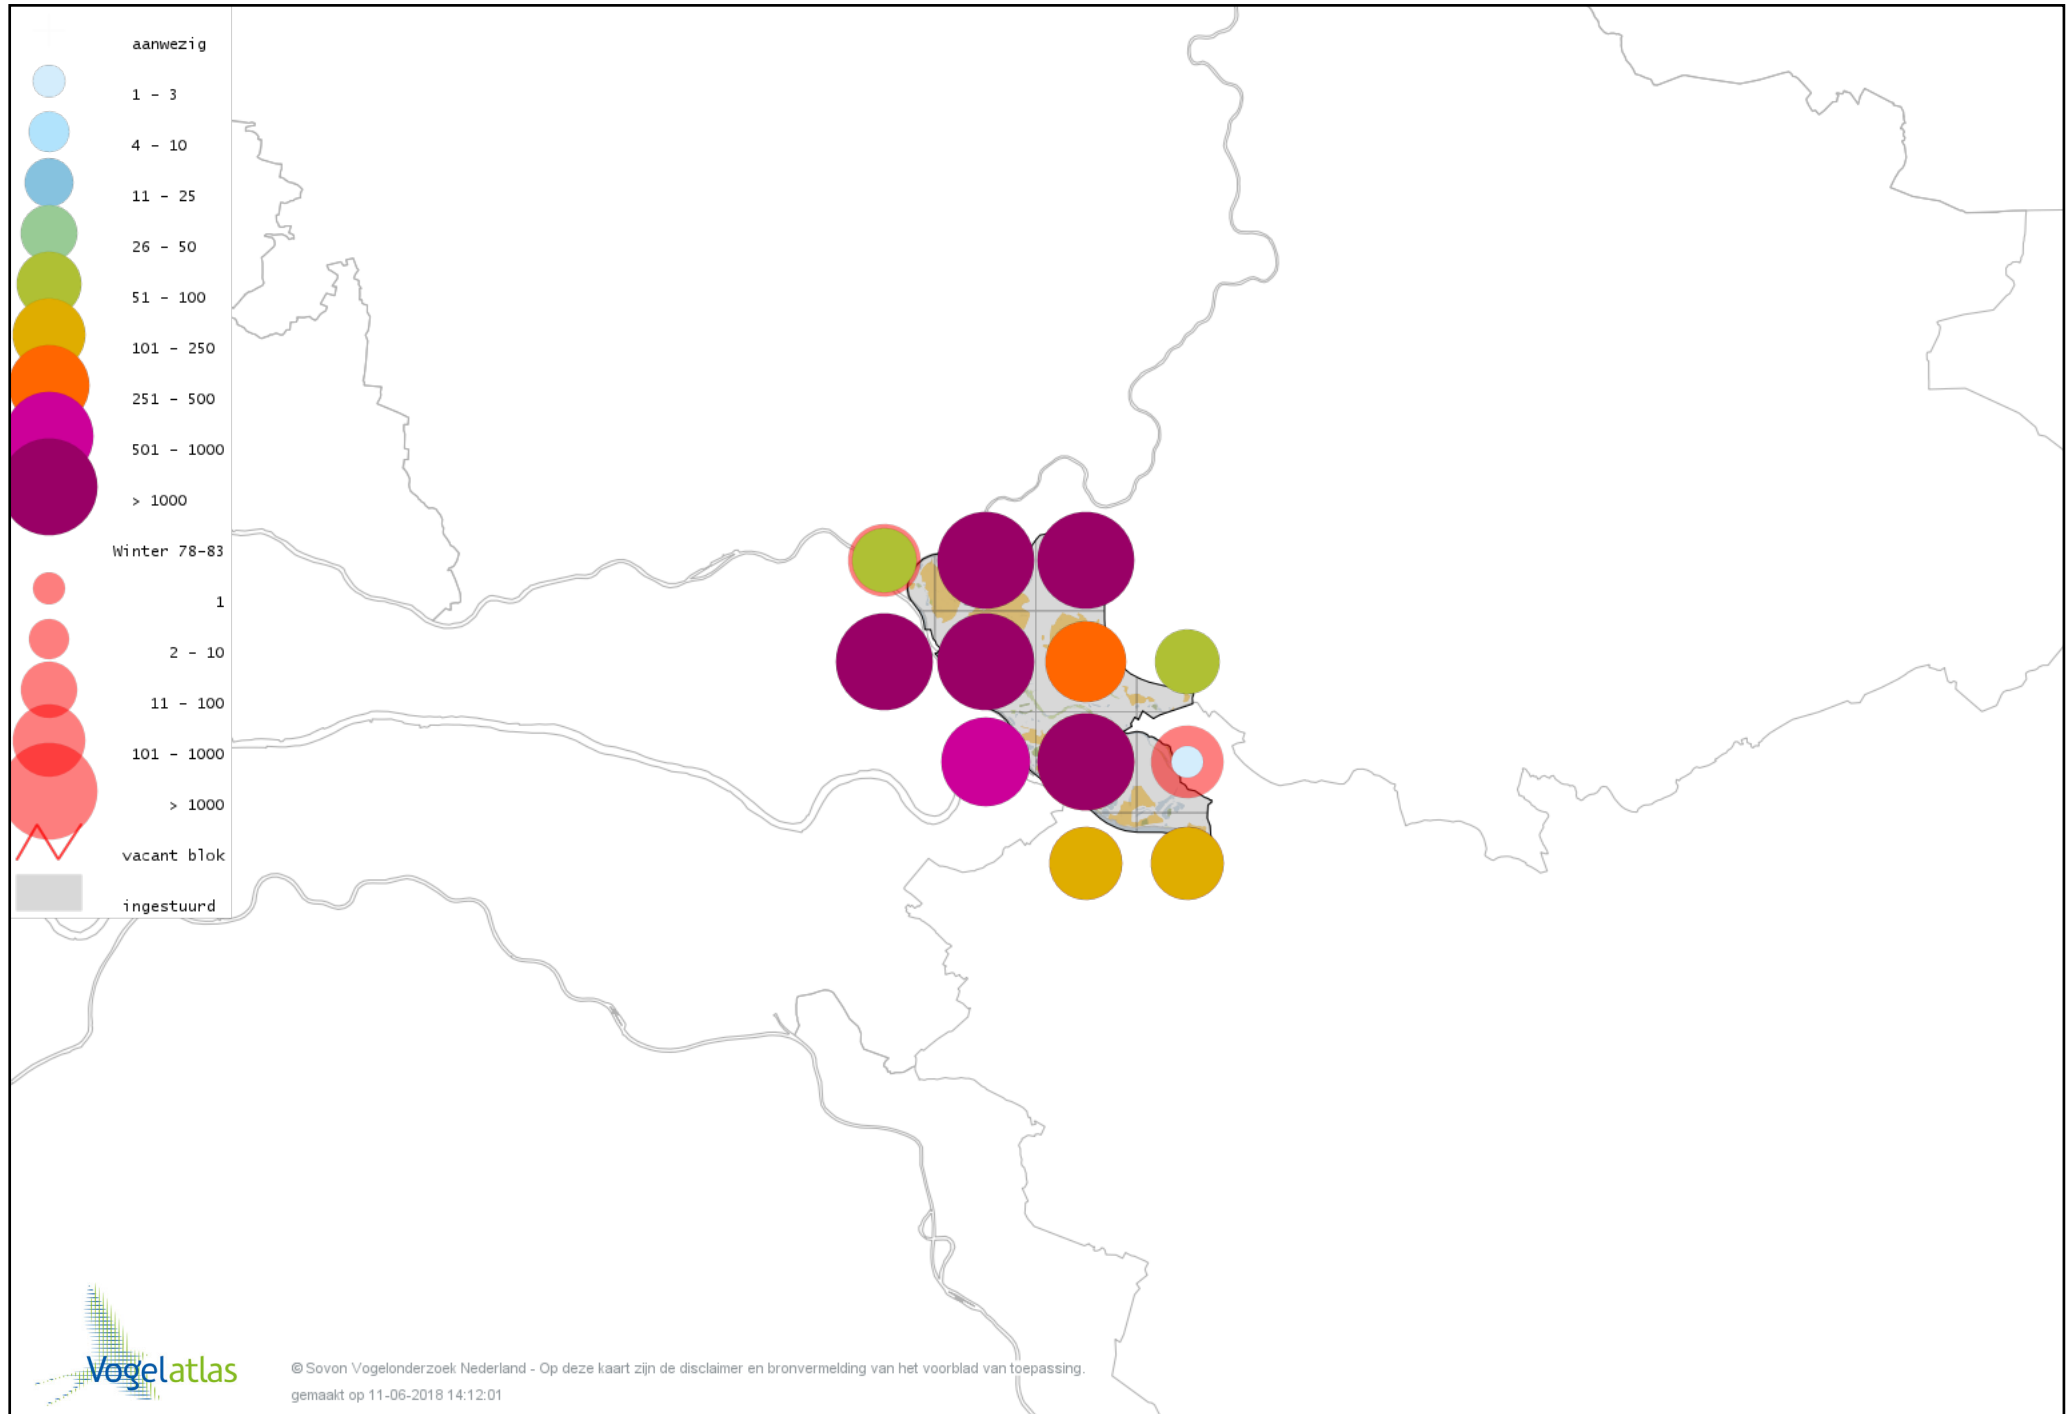 aanwezig
1 - 3
4 - 10
11 - 25
26 - 50
51 - 100
101 - 250
251 - 500
501 - 1000
> 1000
Winter 78-83
1
2 - 10
11 - 100
101 - 1000
> 1000
vacant blok
ingestuurd
Vogelatlas
© Sovon Vogelonderzoek Nederland - Op deze kaart zijn de disclaimer en bronvermelding van het voorblad van toepassing.
gemaakt op 11-06-2018 14:12:01